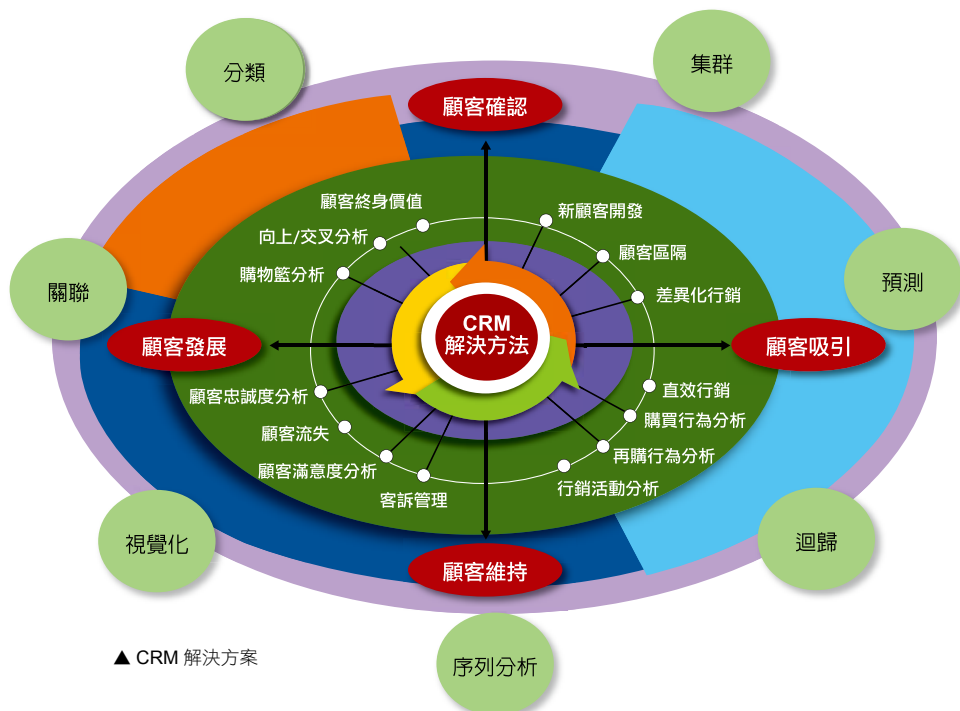 分類
集群
顧客確認
顧客終身價值
新顧客開發
向上/交叉分析
顧客區隔
購物籃分析
差異化行銷
關聯
預測
CRM
解決方法
顧客發展
顧客吸引
顧客忠誠度分析
直效行銷
顧客流失
購買行為分析
顧客滿意度分析
再購行為分析
客訴管理
行銷活動分析
視覺化
迴歸
顧客維持
▲ CRM 解決方案
序列分析